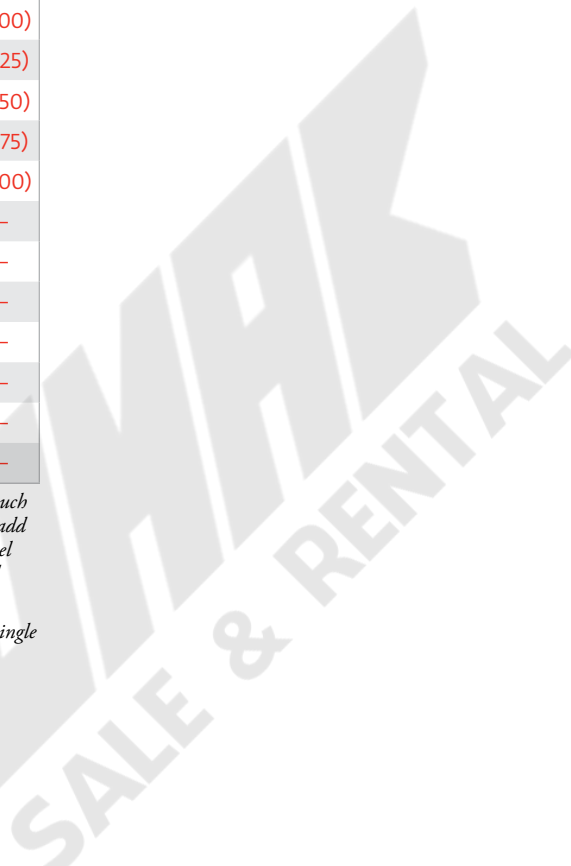 00)
25)
50)
75)
00)
–
–
–
–
–
–
–
uch
add
el
ingle
SALE & RENTAL